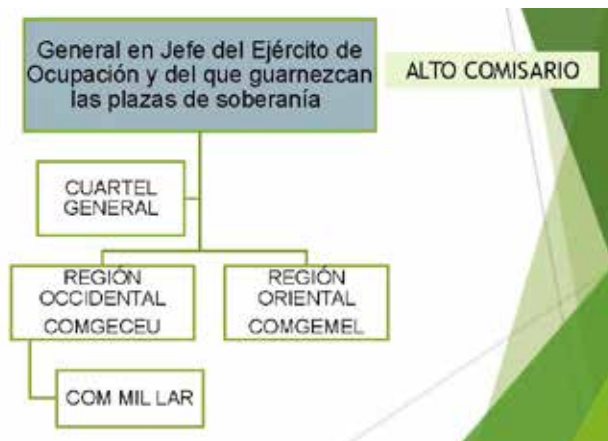 General en Jefe del Ejército de
Ocupación y del que guarnezcan
las plazas de soberanía
ALTO COMISARIO
CUARTEL
GENERAL
REGIÓN
OCCIDENTAL
COMGECEU
REGIÓN
ORIENTAL
COMGEMEL
COM MIL LAR